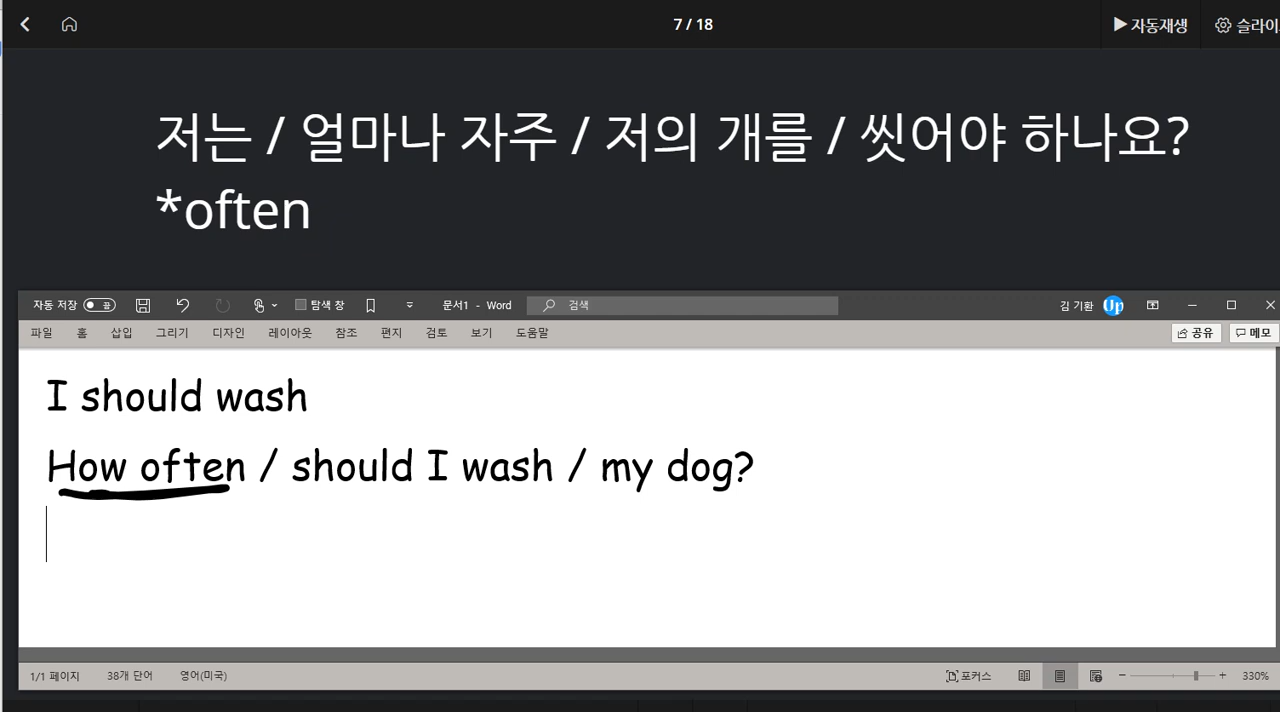 7 / 18
자동재생
슬라이
저는 / 얼마나 자주 / 저의 개를 / 씻어야 하나요?
*often
자동 저장 끔 탐색 창 문서1 - Word 검색 김 기환 Up
파일 홈 삽입 그리기 디자인 레이아웃 참조 편지 검토 보기 도움말 공유 메모
I should wash
How often / should I wash / my dog?
1/1 페이지 38개 단어 영어(미국) 포커스 330%